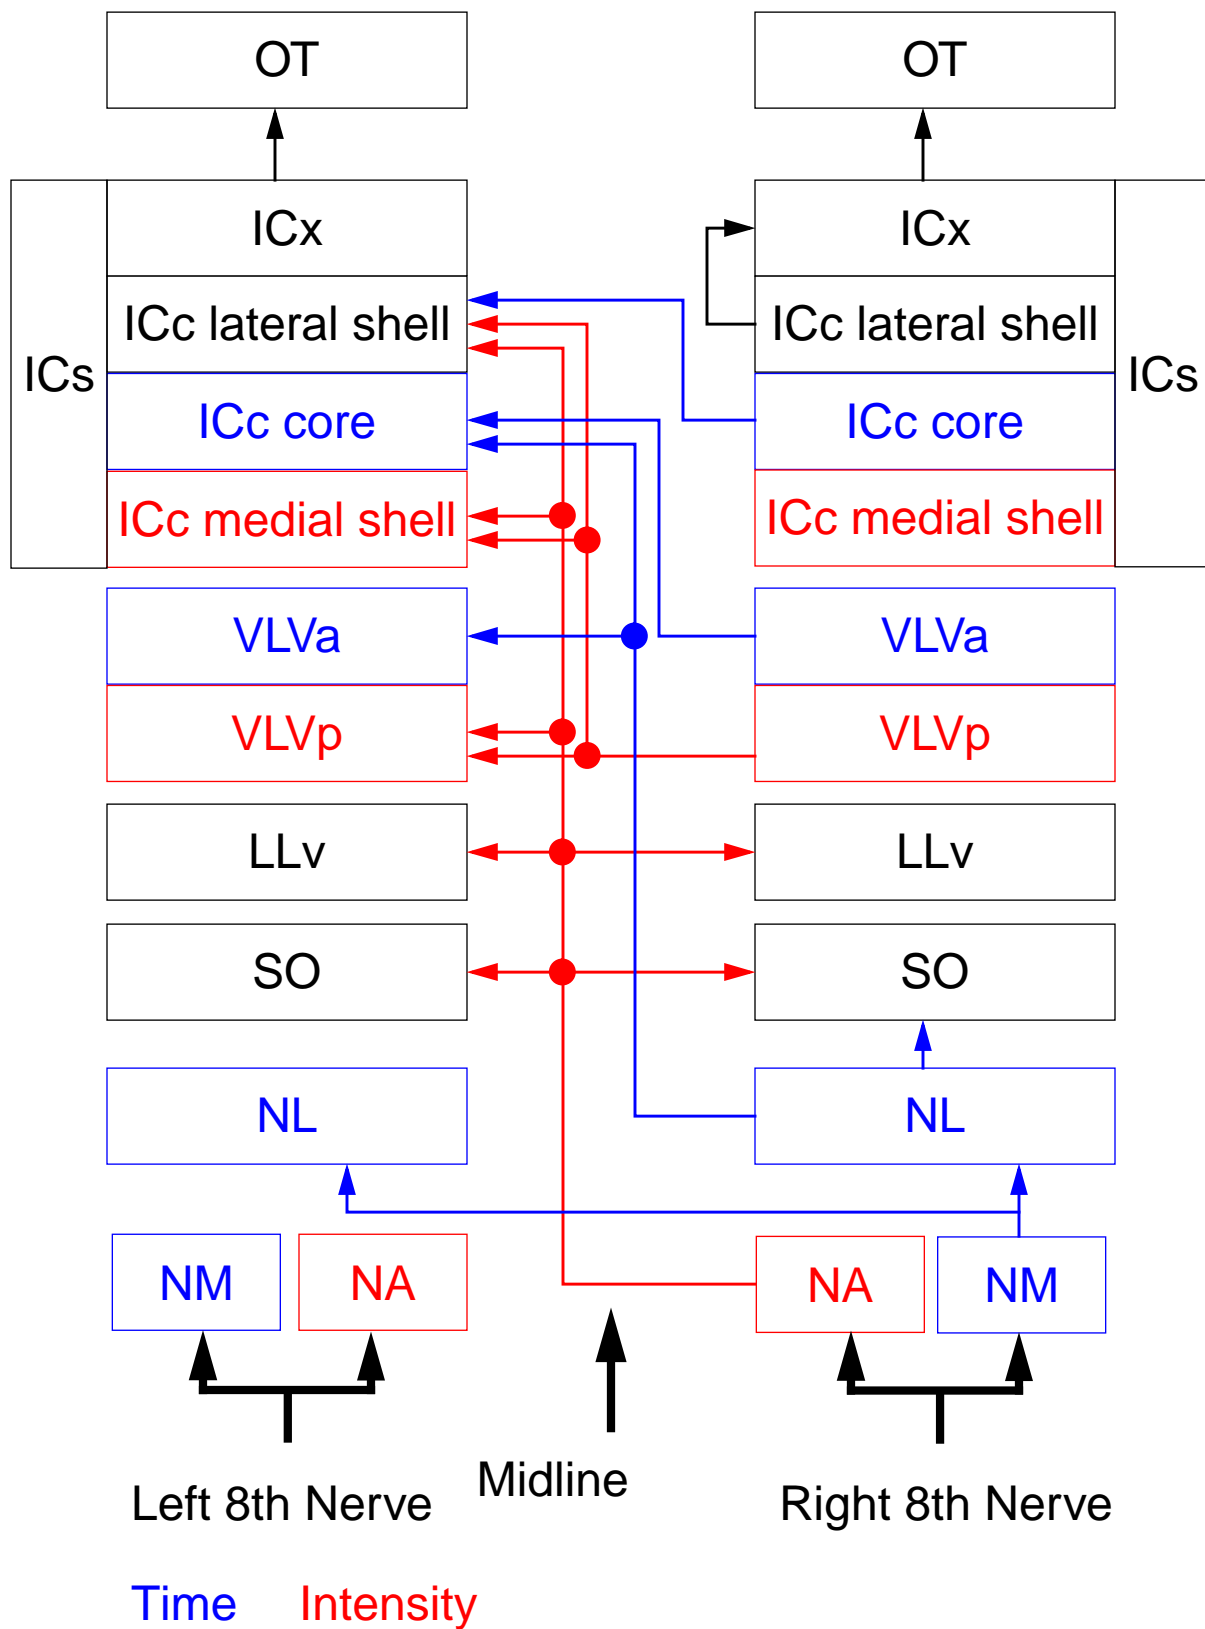 OT OT
ICx ICx
ICc lateral shell ICc lateral shell
ICs ICs
ICc core ICc core
ICc medial shell ICc medial shell
VLVa VLVa
VLVp VLVp
LLv LLv
SO SO
NL NL
NM NA NA NM
Midline
Left 8th Nerve Right 8th Nerve
Time Intensity